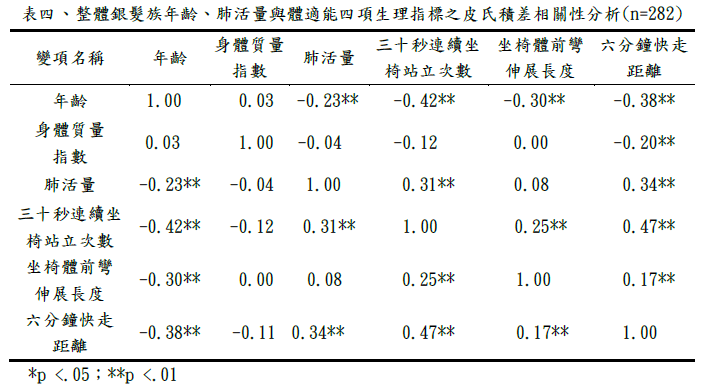 表四、整體銀髮族年齡、肺活量與體適能四項生理指標之皮氏積差相關性分析(n=282)
變項名稱 年齡 身體質量指數 肺活量 三十秒連續坐椅站立次數 坐椅體前彎伸展長度 六分鐘快走距離
年齡 1.00 0.03 -0.23** -0.42** -0.30** -0.38**
身體質量指數 0.03 1.00 -0.04 -0.12 0.00 -0.20**
肺活量 -0.23** -0.04 1.00 0.31** 0.08 0.34**
三十秒連續坐椅站立次數 -0.42** -0.12 0.31** 1.00 0.25** 0.47**
坐椅體前彎伸展長度 -0.30** 0.00 0.08 0.25** 1.00 0.17**
六分鐘快走距離 -0.38** -0.11 0.34** 0.47** 0.17** 1.00
*p <.05；**p <.01